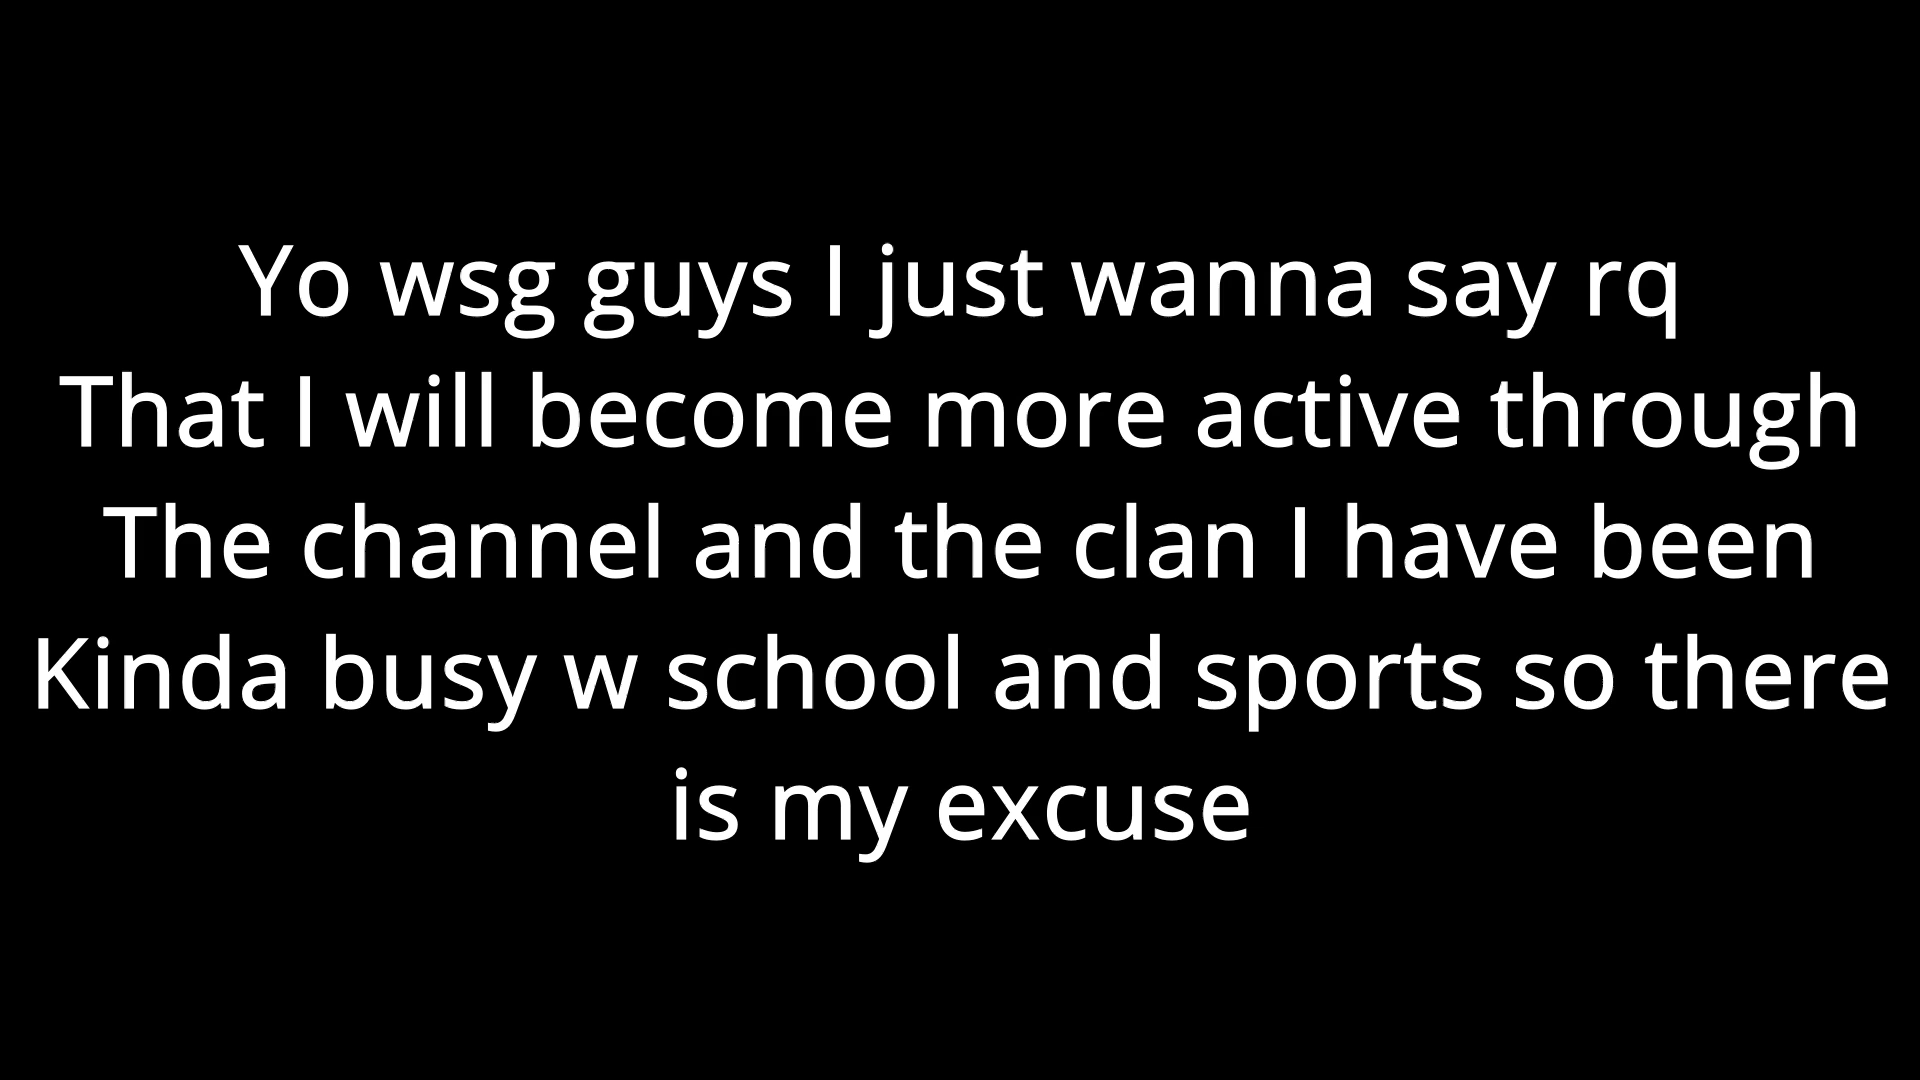 Yo wsg guys I just wanna say rq
That I will become more active through
The channel and the clan I have been
Kinda busy w school and sports so there
is my excuse